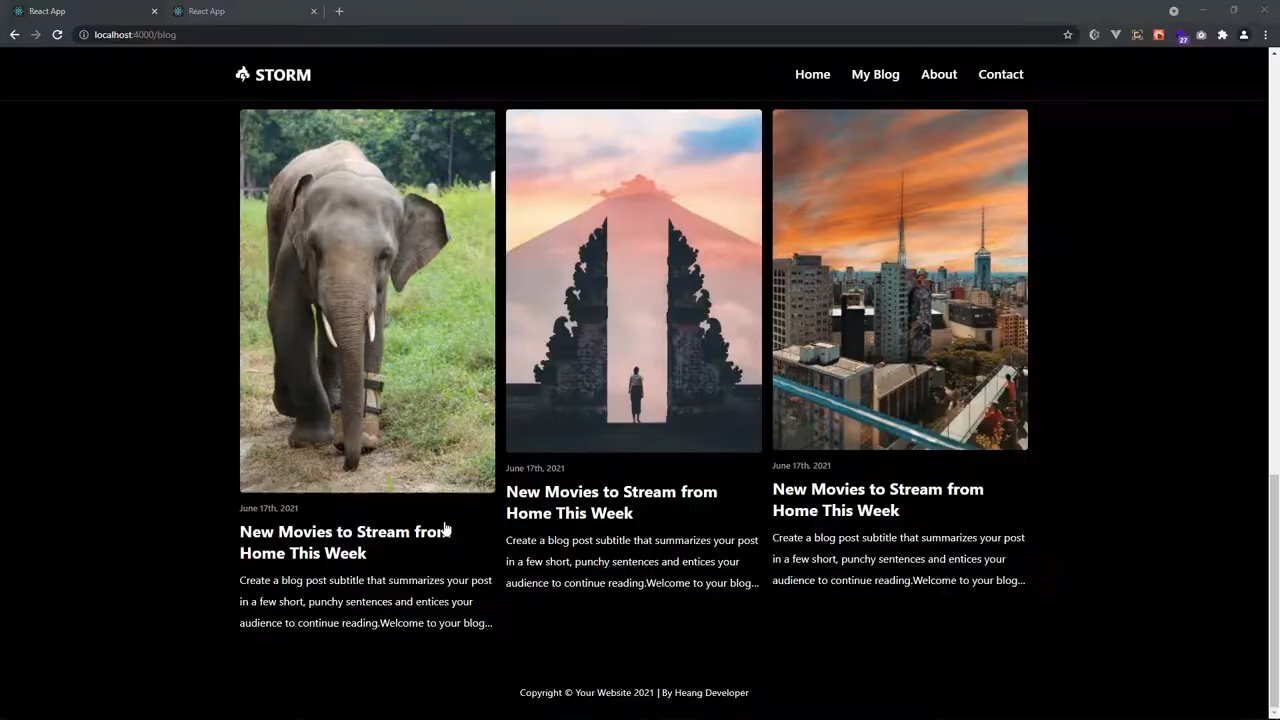 React App
React App
localhost:4000/blog
27
STORM
Home
My Blog
About
Contact
June 17th, 2021
New Movies to Stream from
Home This Week
Create a blog post subtitle that summarizes your post
in a few short, punchy sentences and entices your
audience to continue reading.Welcome to your blog...
June 17th, 2021
New Movies to Stream from
Home This Week
Create a blog post subtitle that summarizes your post
in a few short, punchy sentences and entices your
audience to continue reading.Welcome to your blog...
June 17th, 2021
New Movies to Stream from
Home This Week
Create a blog post subtitle that summarizes your post
in a few short, punchy sentences and entices your
audience to continue reading.Welcome to your blog...
Copyright © Your Website 2021 | By Heang Developer